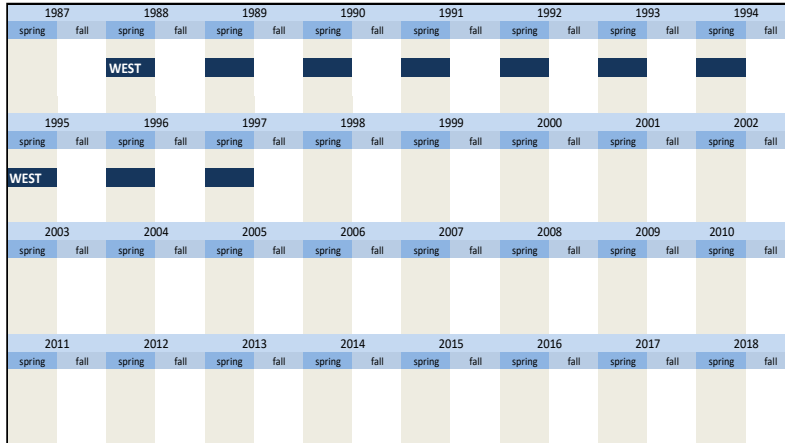 1987 1988 1989 1990 1991 1992 1993 1994
spring fall spring fall spring fall spring fall spring fall spring fall spring fall spring fall
WEST
1995 1996 1997 1998 1999 2000 2001 2002
spring fall spring fall spring fall spring fall spring fall spring fall spring fall spring fall
WEST
2003 2004 2005 2006 2007 2008 2009 2010
spring fall spring fall spring fall spring fall spring fall spring fall spring fall spring fall
2011 2012 2013 2014 2015 2016 2017 2018
spring fall spring fall spring fall spring fall spring fall spring fall spring fall spring fall